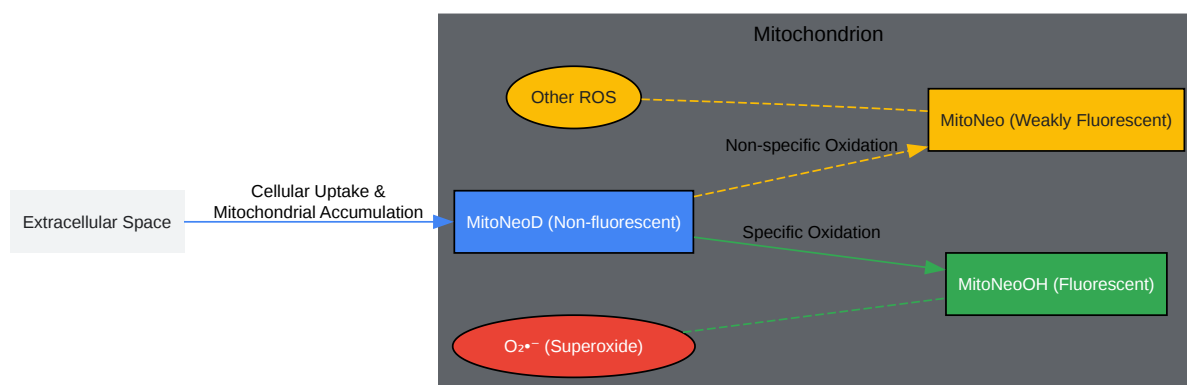 Mitochondrion
Other ROS
MitoNeo (Weakly Fluorescent)
Non-specific Oxidation
Cellular Uptake &
Mitochondrial Accumulation
Extracellular Space
MitoNeoD (Non-fluorescent)
Specific Oxidation
MitoNeoOH (Fluorescent)
O₂•⁻ (Superoxide)